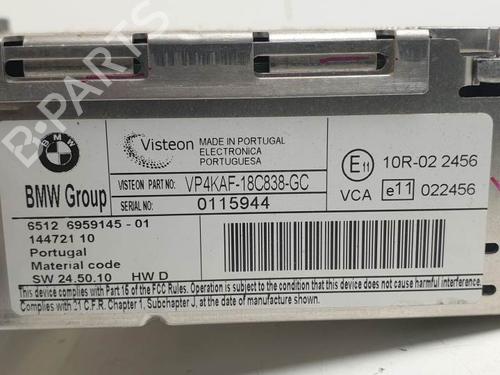 B-PARTS
BMW
BMW Group
Visteon
MADE IN PORTUGAL
ELECTRONICA
PORTUGUESA
VISTEON PART NO: VP4KAF-18C838-GC
SERIAL NO: 0115944
E11 10R-02 2456
VCA e11 022456
6512 6959145 - 01
144721 10
Portugal
Material code
SW 24.50.10 HW D
This device complies with Part 15 of the FCC Rules. Operation is subject to the condition that this device does not cause harmful interference.
Complies with 21 C.F.R. Chapter 1, Subchapter J, at the date of manufacture shown.